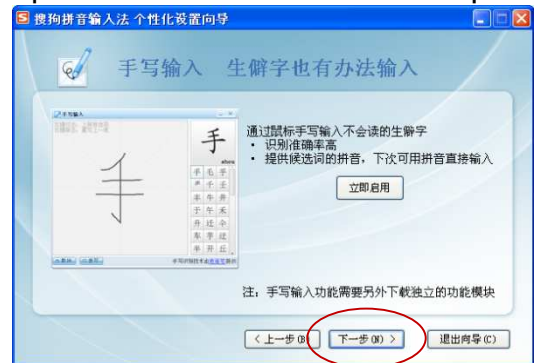 搜狗拼音输入法 个性化设置向导
手写输入 生僻字也有办法输入
手写输入
手
shou
通过鼠标手写输入不会读的生僻字
· 识别准确率高
· 提供候选词的拼音，下次可用拼音直接输入
立即启用
注：手写输入功能需要另外下载独立的功能模块
< 上一步(B)
下一步(N) >
退出向导(C)